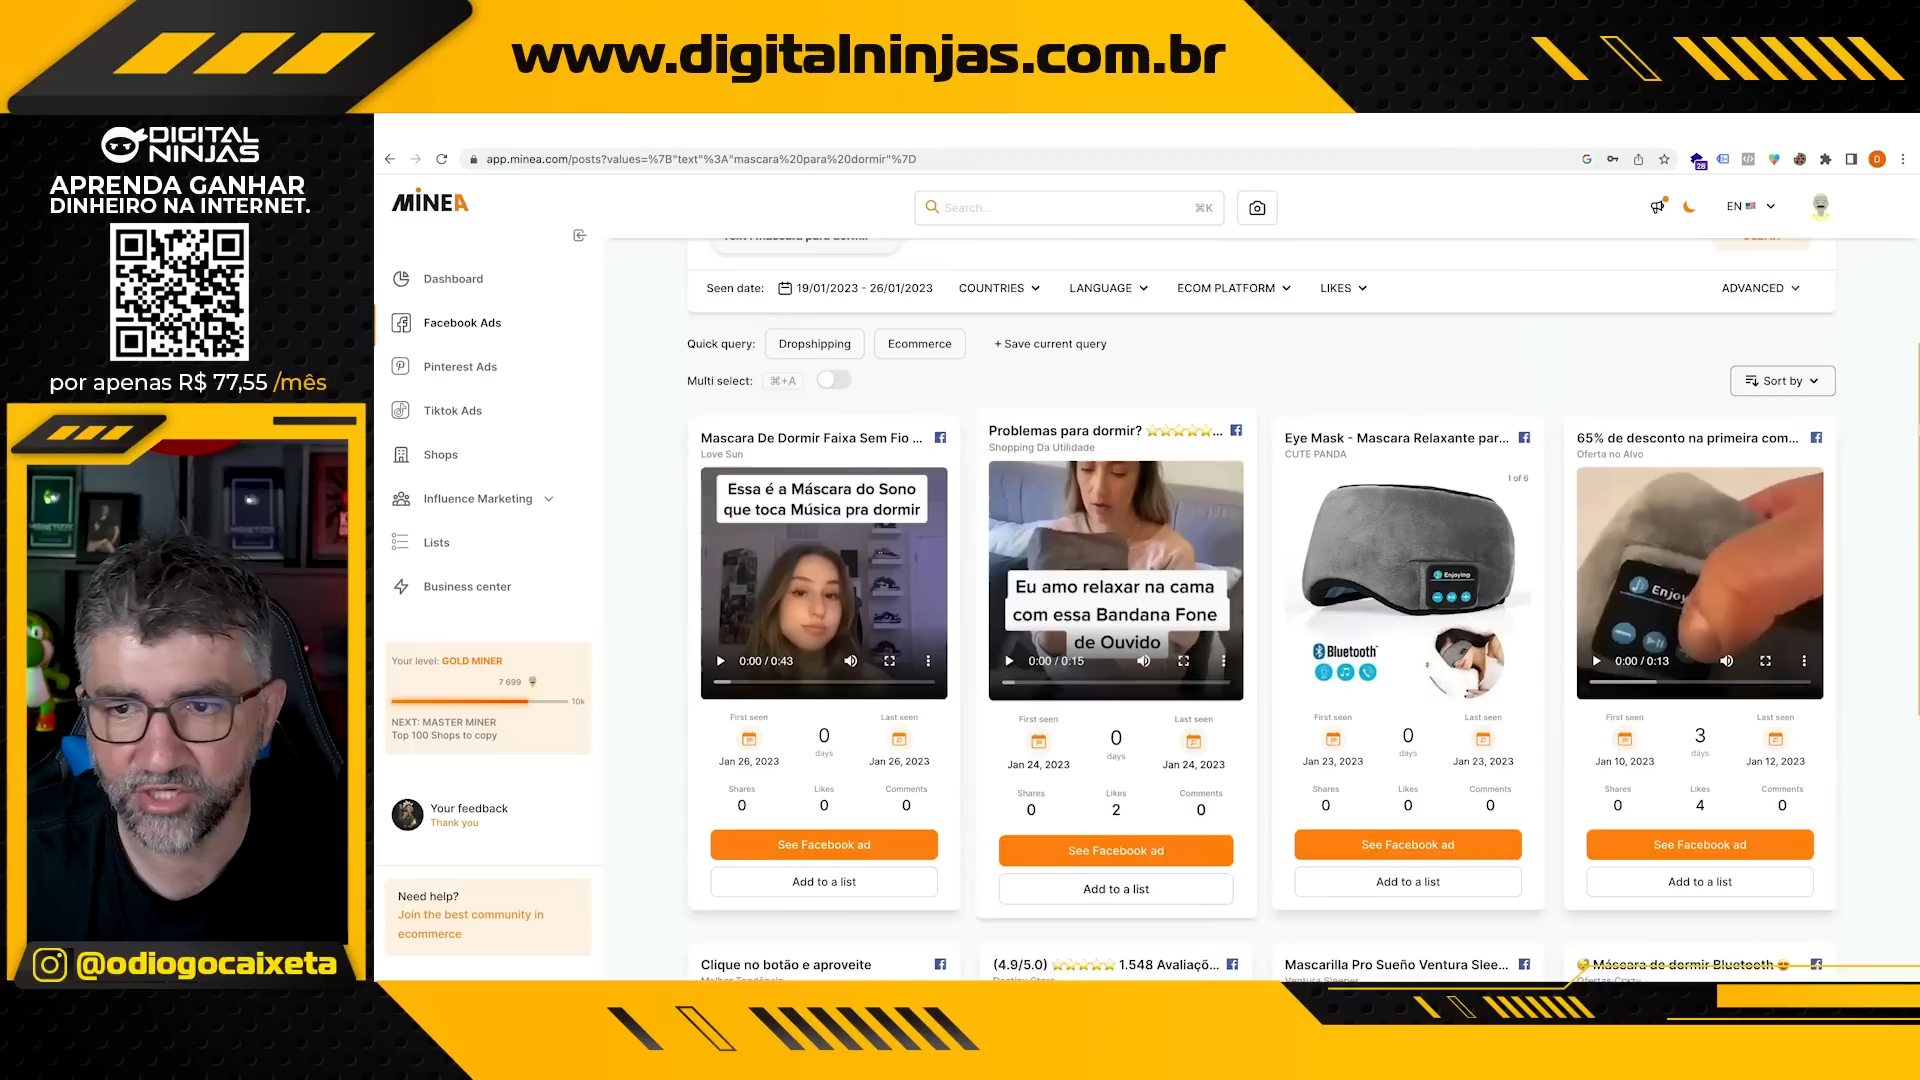 www.digitalninjas.com.br
DIGITAL
NINJAS
APRENDA GANHAR
DINHEIRO NA INTERNET.
por apenas R$ 77,55 /mês
@odiogocaixeta
app.minea.com/posts?values=%7B"text"%3A"mascara%20para%20dormir"%7D
28
D
MINEA
Search...
⌘K
EN
Dashboard
Facebook Ads
Pinterest Ads
Tiktok Ads
Shops
Influence Marketing
Lists
Business center
Your level: GOLD MINER
7 699
10k
NEXT: MASTER MINER
Top 100 Shops to copy
Your feedback
Thank you
Need help?
Join the best community in
ecommerce
Seen date:
19/01/2023 - 26/01/2023
COUNTRIES
LANGUAGE
ECOM PLATFORM
LIKES
ADVANCED
Quick query:
Dropshipping
Ecommerce
+ Save current query
Multi select:
⌘+A
Sort by
Mascara De Dormir Faixa Sem Fio ...
Love Sun
Essa é a Máscara do Sono
que toca Música pra dormir
0:00 / 0:43
First seen
0
days
Last seen
Jan 26, 2023
Jan 26, 2023
Shares
Likes
Comments
0
0
0
See Facebook ad
Add to a list
Problemas para dormir? ⭐⭐⭐⭐⭐...
Shopping Da Utilidade
Eu amo relaxar na cama
com essa Bandana Fone
de Ouvido
0:00 / 0:15
First seen
0
days
Last seen
Jan 24, 2023
Jan 24, 2023
Shares
Likes
Comments
0
2
0
See Facebook ad
Add to a list
Eye Mask - Mascara Relaxante par...
CUTE PANDA
1 of 6
Enjoying
Bluetooth
First seen
0
days
Last seen
Jan 23, 2023
Jan 23, 2023
Shares
Likes
Comments
0
0
0
See Facebook ad
Add to a list
65% de desconto na primeira com...
Oferta no Alvo
Enjoy
0:00 / 0:13
First seen
3
days
Last seen
Jan 10, 2023
Jan 12, 2023
Shares
Likes
Comments
0
4
0
See Facebook ad
Add to a list
Clique no botão e aproveite
(4.9/5.0) ⭐⭐⭐⭐⭐ 1.548 Avaliaçõ...
Mascarilla Pro Sueño Ventura Slee...
Ventura Sleeper
😴 Máscara de dormir Bluetooth 😍
Ofertas Crazy